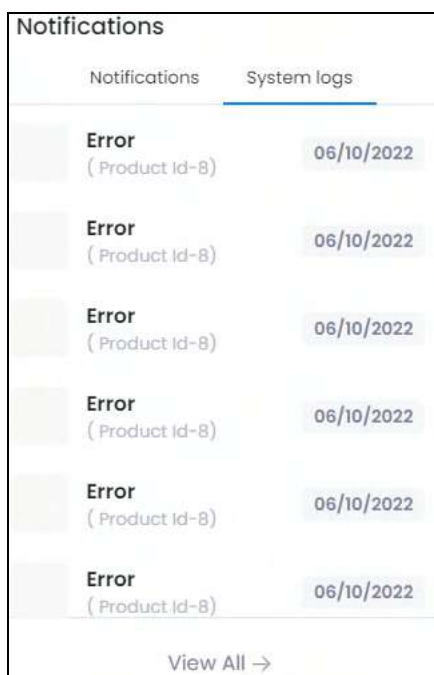 Notifications
Notifications System logs
Error
( Product Id-8)
06/10/2022
Error
( Product Id-8)
06/10/2022
Error
( Product Id-8)
06/10/2022
Error
( Product Id-8)
06/10/2022
Error
( Product Id-8)
06/10/2022
Error
( Product Id-8)
06/10/2022
View All →